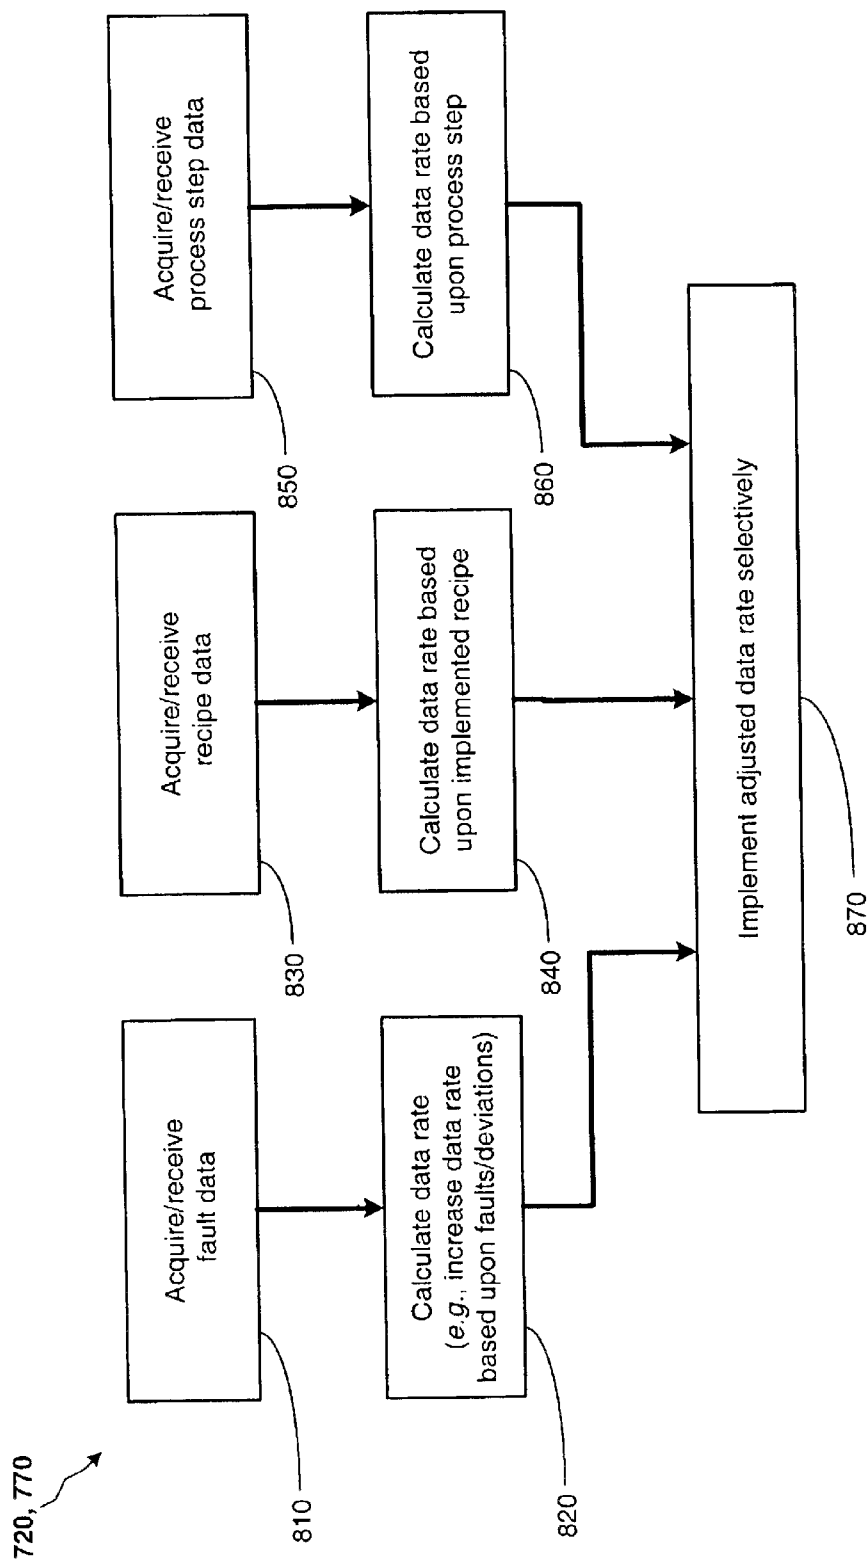 720, 770
Acquire/receive
fault data
810
Calculate data rate
(e.g., increase data rate
based upon faults/deviations)
820
Acquire/receive
recipe data
830
Calculate data rate based
upon implemented recipe
840
Acquire/receive
process step data
850
Calculate data rate based
upon process step
860
Implement adjusted data rate selectively
870